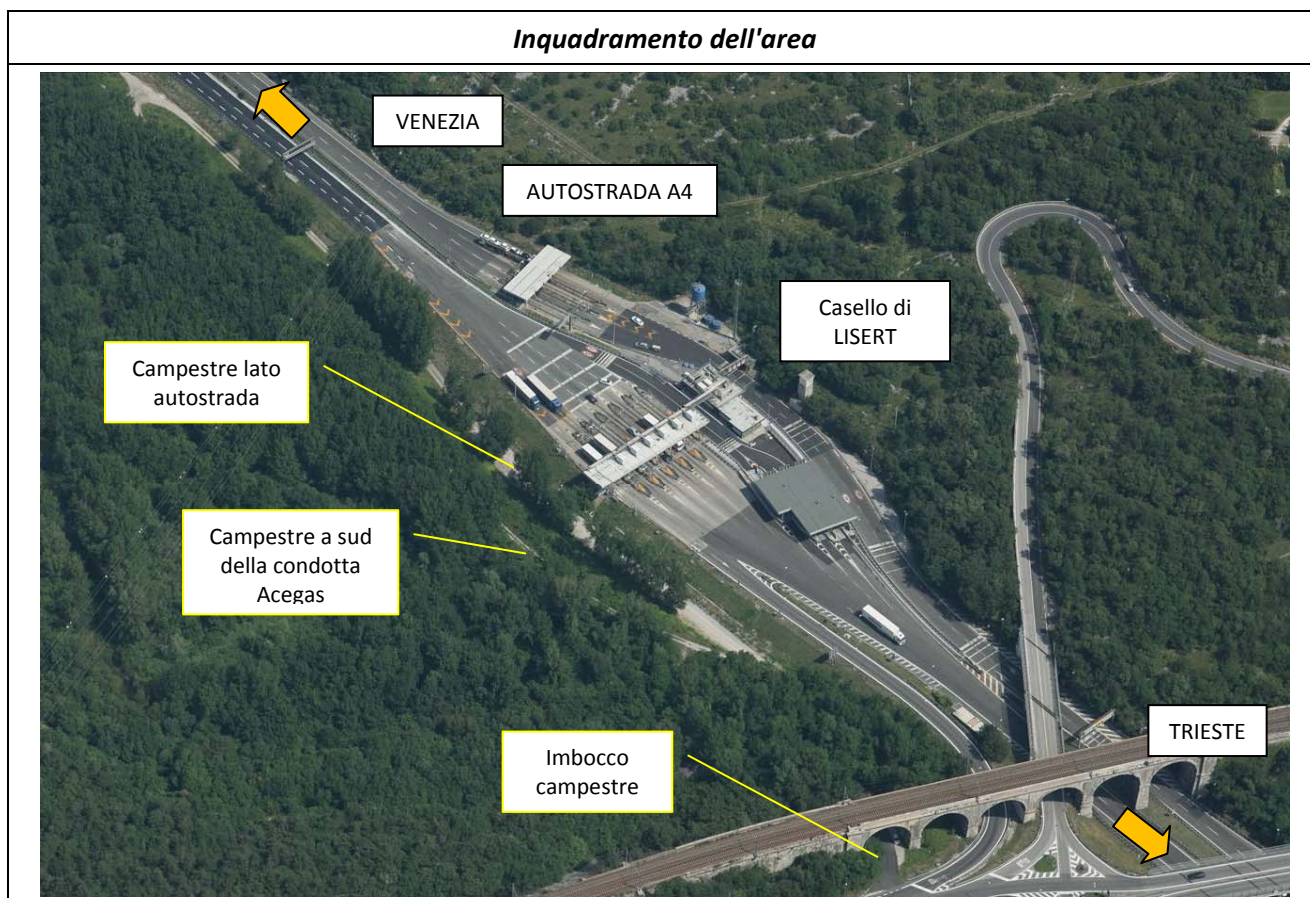 Inquadramento dell'area
VENEZIA
AUTOSTRADA A4
Casello di
LISERT
Campestre lato
autostrada
Campestre a sud
della condotta
Acegas
Imbocco
campestre
TRIESTE